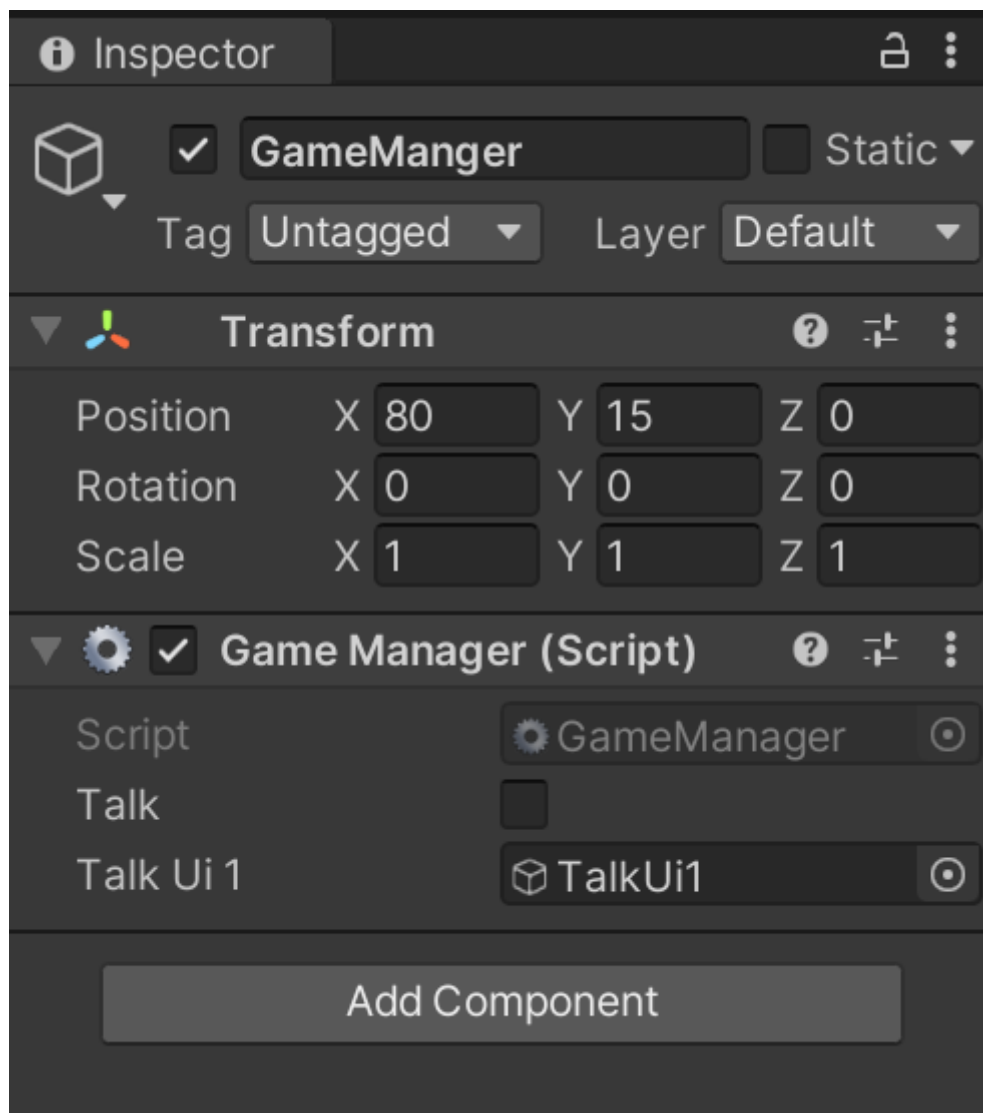 Inspector
GameManger Static
Tag Untagged Layer Default
Transform
Position X 80 Y 15 Z 0
Rotation X 0 Y 0 Z 0
Scale X 1 Y 1 Z 1
Game Manager (Script)
Script GameManager
Talk
Talk Ui 1 TalkUi1
Add Component